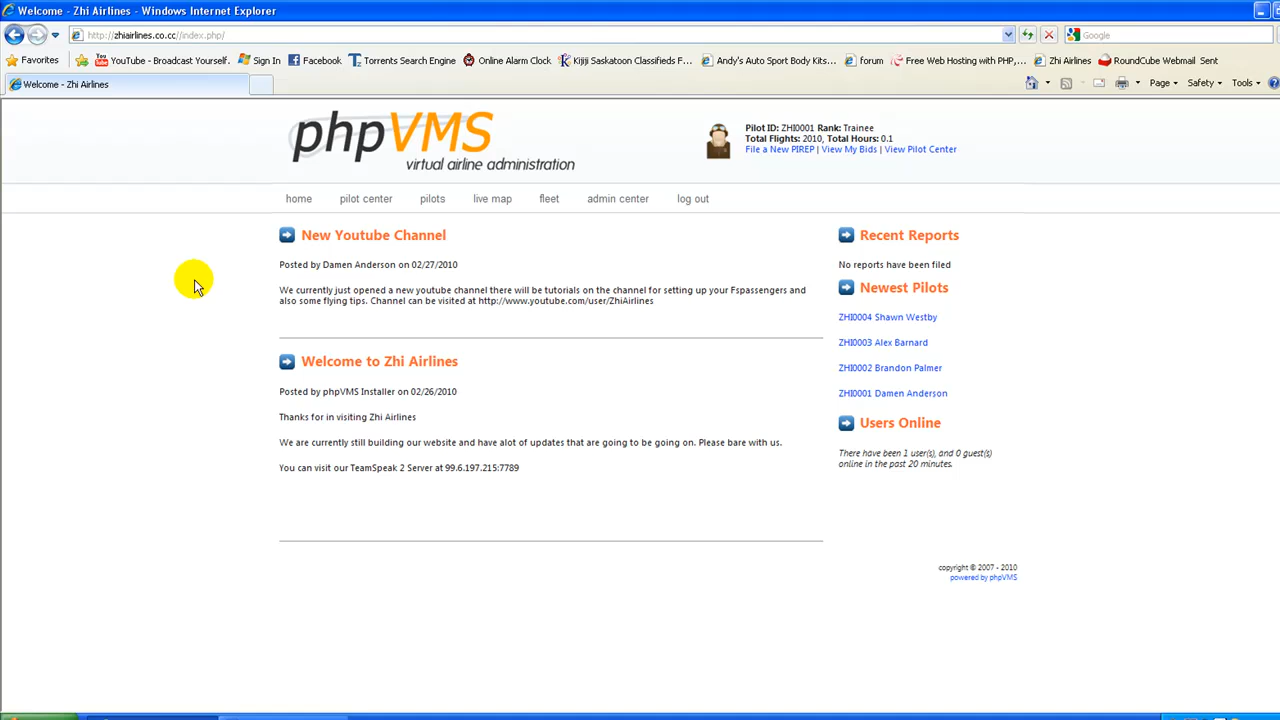 Welcome - Zhi Airlines - Windows Internet Explorer
http://zhiairlines.co.cc//index.php/
Google
Favorites YouTube - Broadcast Yourself. Sign In Facebook Torrents Search Engine Online Alarm Clock Kijiji Saskatoon Classifieds F... Andy's Auto Sport Body Kits... forum Free Web Hosting with PHP,... Zhi Airlines RoundCube Webmail Sent
Welcome - Zhi Airlines
Page Safety Tools
phpVMS
virtual airline administration
Pilot ID: ZHI0001 Rank: Trainee
Total Flights: 2010, Total Hours: 0.1
File a New PIREP | View My Bids | View Pilot Center
home pilot center pilots live map fleet admin center log out
New Youtube Channel
Posted by Damen Anderson on 02/27/2010
We currently just opened a new youtube channel there will be tutorials on the channel for setting up your Fspassengers and
also some flying tips. Channel can be visited at http://www.youtube.com/user/ZhiAirlines
Welcome to Zhi Airlines
Posted by phpVMS Installer on 02/26/2010
Thanks for in visiting Zhi Airlines
We are currently still building our website and have alot of updates that are going to be going on. Please bare with us.
You can visit our TeamSpeak 2 Server at 99.6.197.215:7789
Recent Reports
No reports have been filed
Newest Pilots
ZHI0004 Shawn Westby
ZHI0003 Alex Barnard
ZHI0002 Brandon Palmer
ZHI0001 Damen Anderson
Users Online
There have been 1 user(s), and 0 guest(s)
online in the past 20 minutes.
copyright © 2007 - 2010
powered by phpVMS